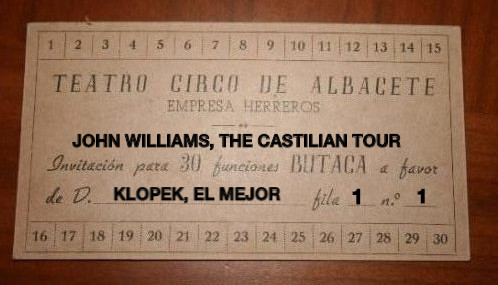 1 2 3 4 5 6 7 8 9 10 11 12 13 14 15
TEATRO CIRCO DE ALBACETE
EMPRESA HERREROS
JOHN WILLIAMS, THE CASTILIAN TOUR
Invitación para 30 funciones BUTACA a favor
de D. KLOPEK, EL MEJOR fila 1 n.º 1
16 17 18 19 20 21 22 23 24 25 26 27 28 29 30